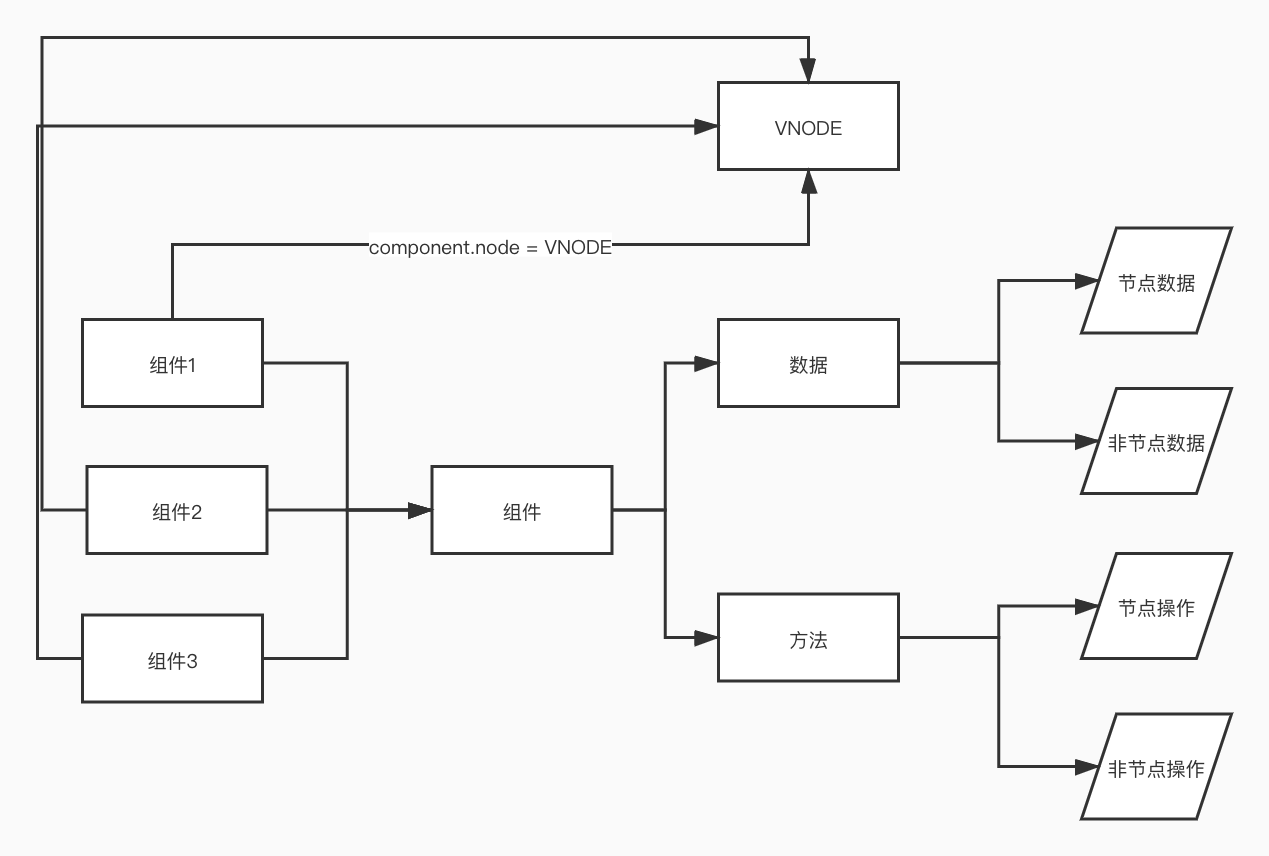 VNODE
component.node = VNODE
节点数据
组件1
数据
非节点数据
组件2
组件
节点操作
方法
组件3
非节点操作